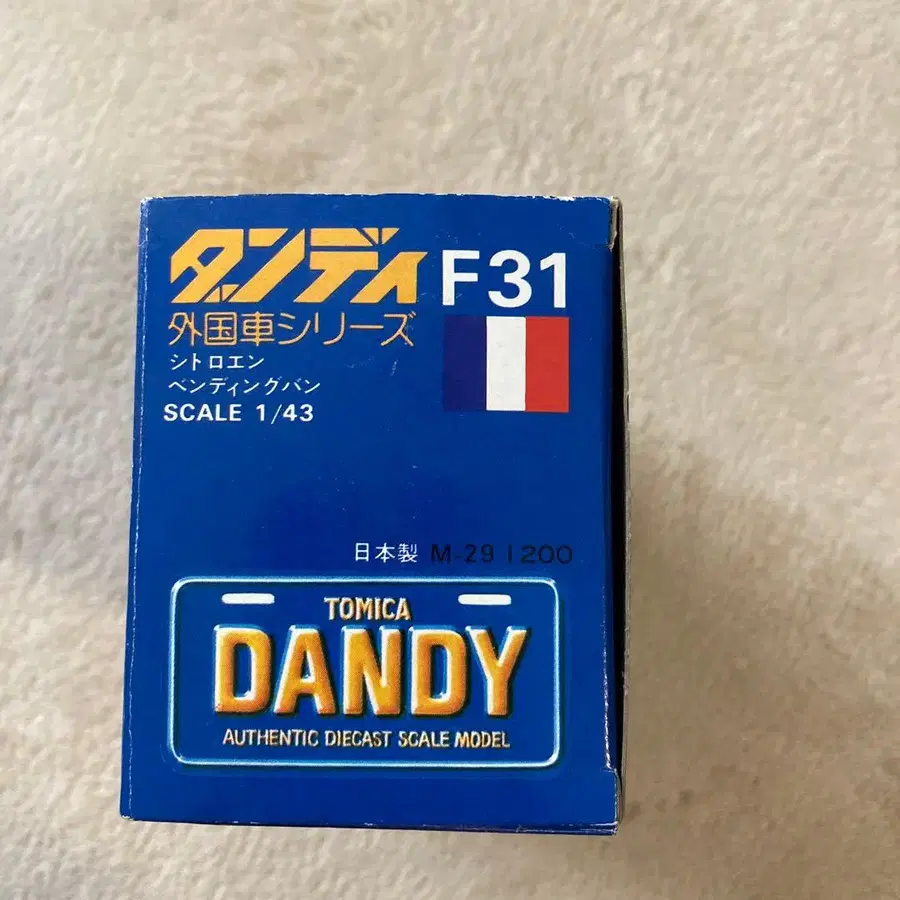 ダンディ F31
外国車シリーズ
シトロエン
ベンディングバン
SCALE 1/43
日本製 M-29 1200
TOMICA
DANDY
AUTHENTIC DIECAST SCALE MODEL